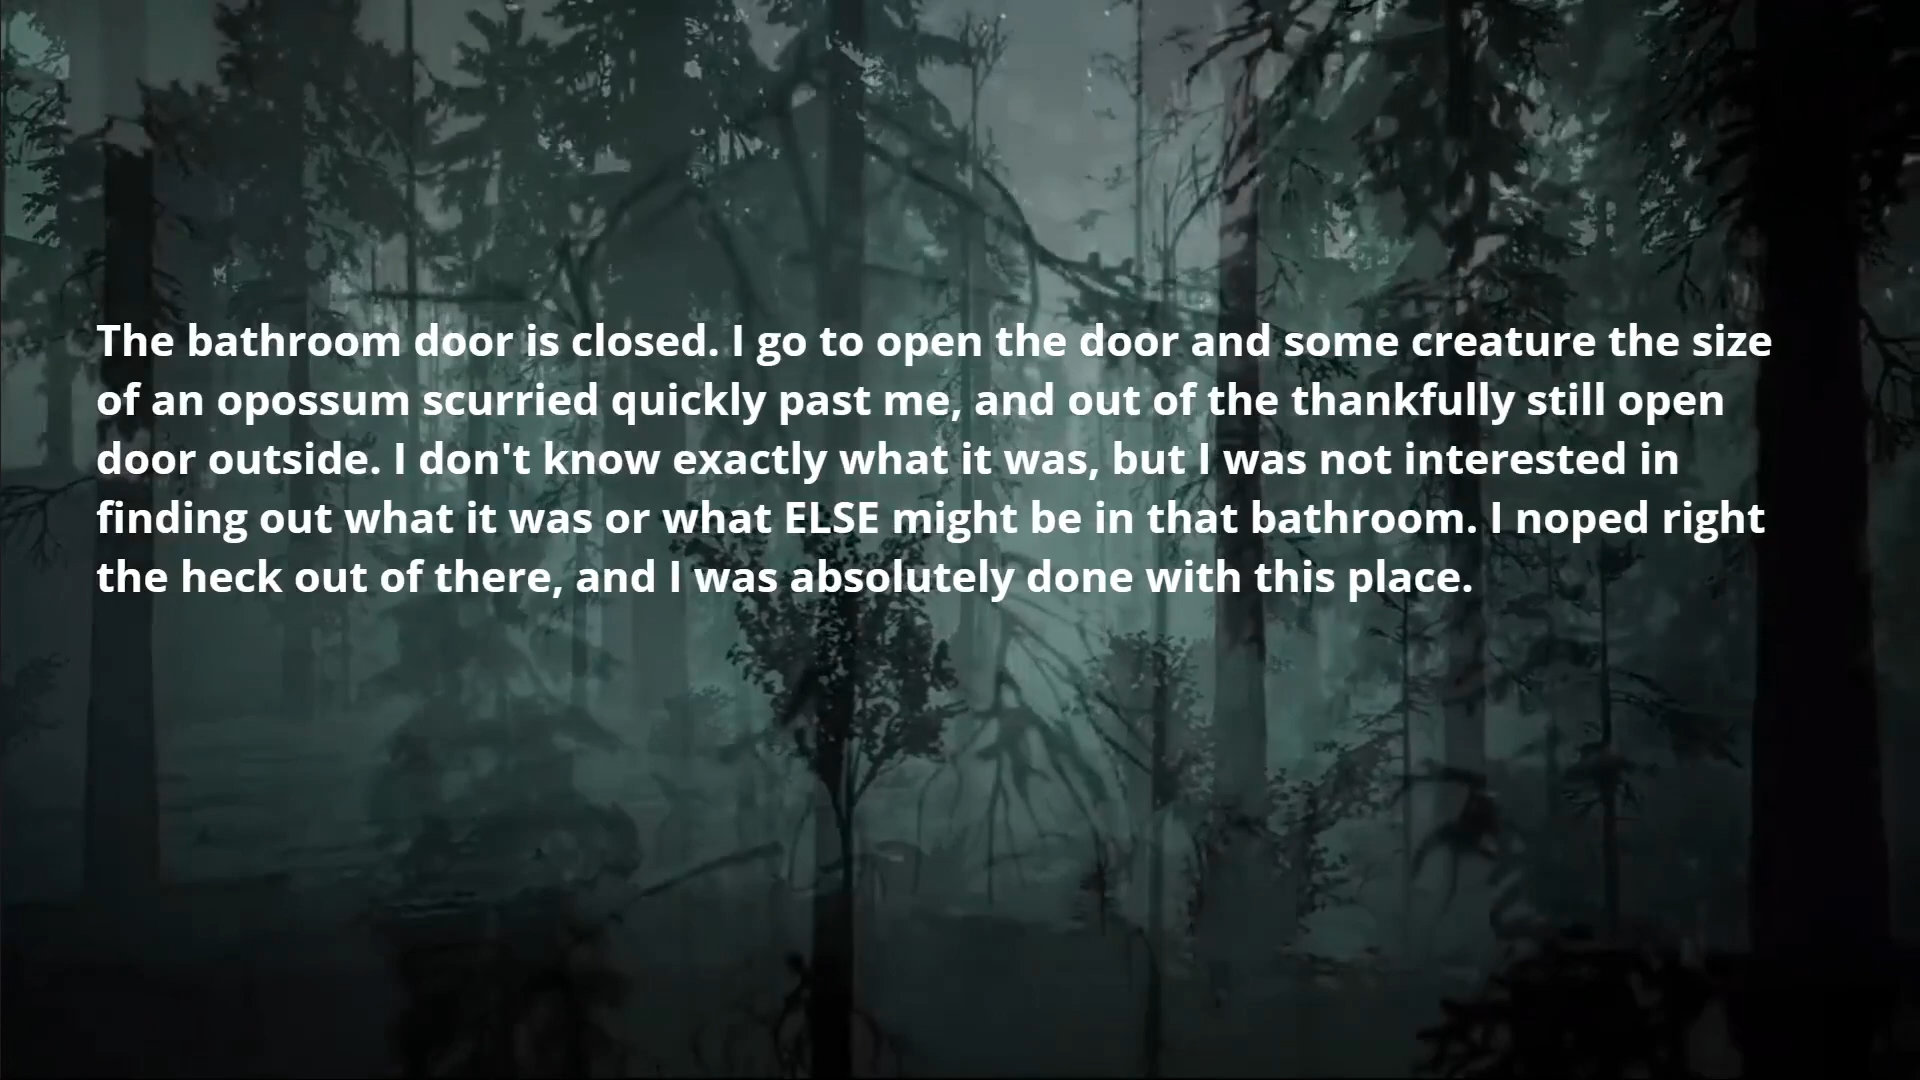 The bathroom door is closed. I go to open the door and some creature the size
of an opossum scurried quickly past me, and out of the thankfully still open
door outside. I don't know exactly what it was, but I was not interested in
finding out what it was or what ELSE might be in that bathroom. I noped right
the heck out of there, and I was absolutely done with this place.